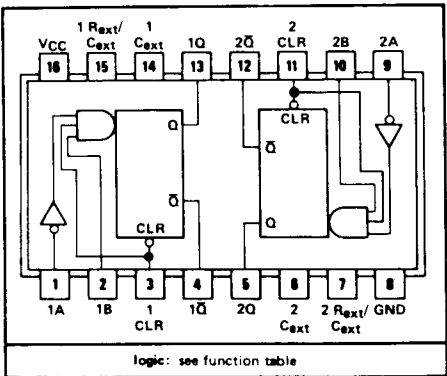 1 Rext/ 1 2
VCC Cext Cext 1Q 2Q̅ CLR 2B 2A
16 15 14 13 12 11 10 9
CLR
Q Q̅
Q̅ Q
CLR
1 2 3 4 5 6 7 8
1A 1B 1 1Q̅ 2Q 2 2 Rext/ GND
CLR Cext Cext
logic: see function table